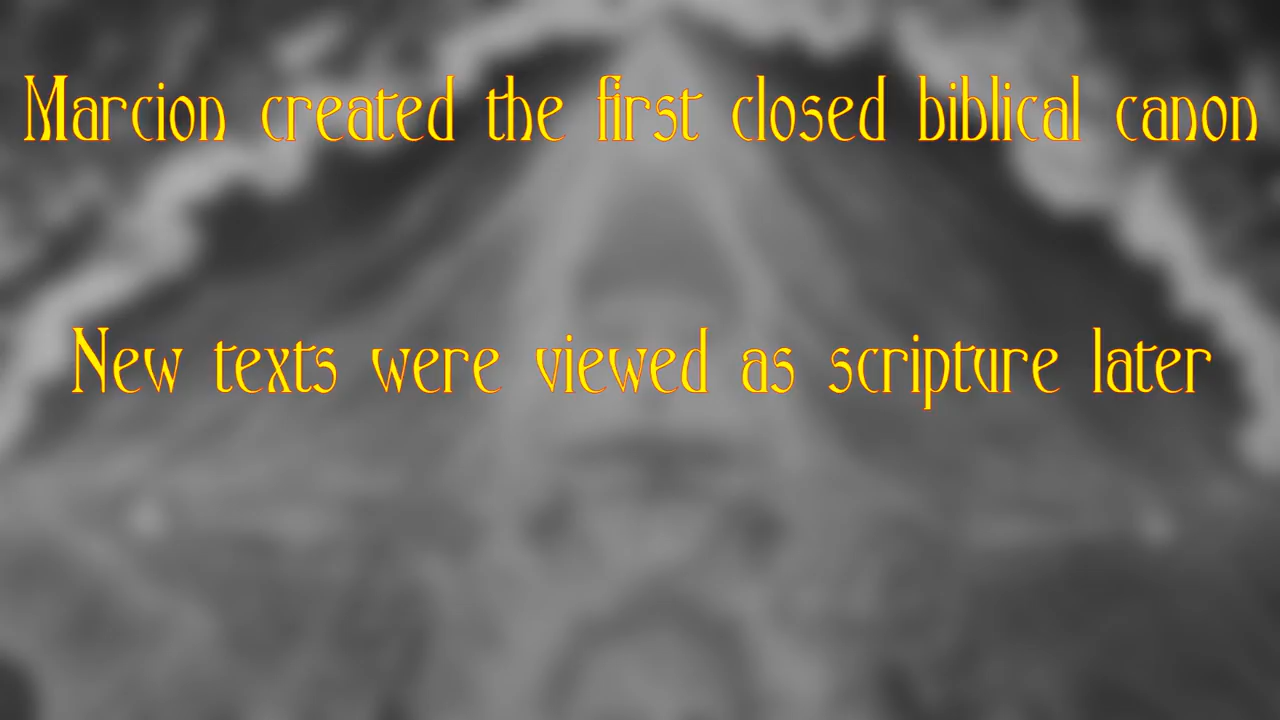 Marcion created the first closed biblical canon
New texts were viewed as scripture later